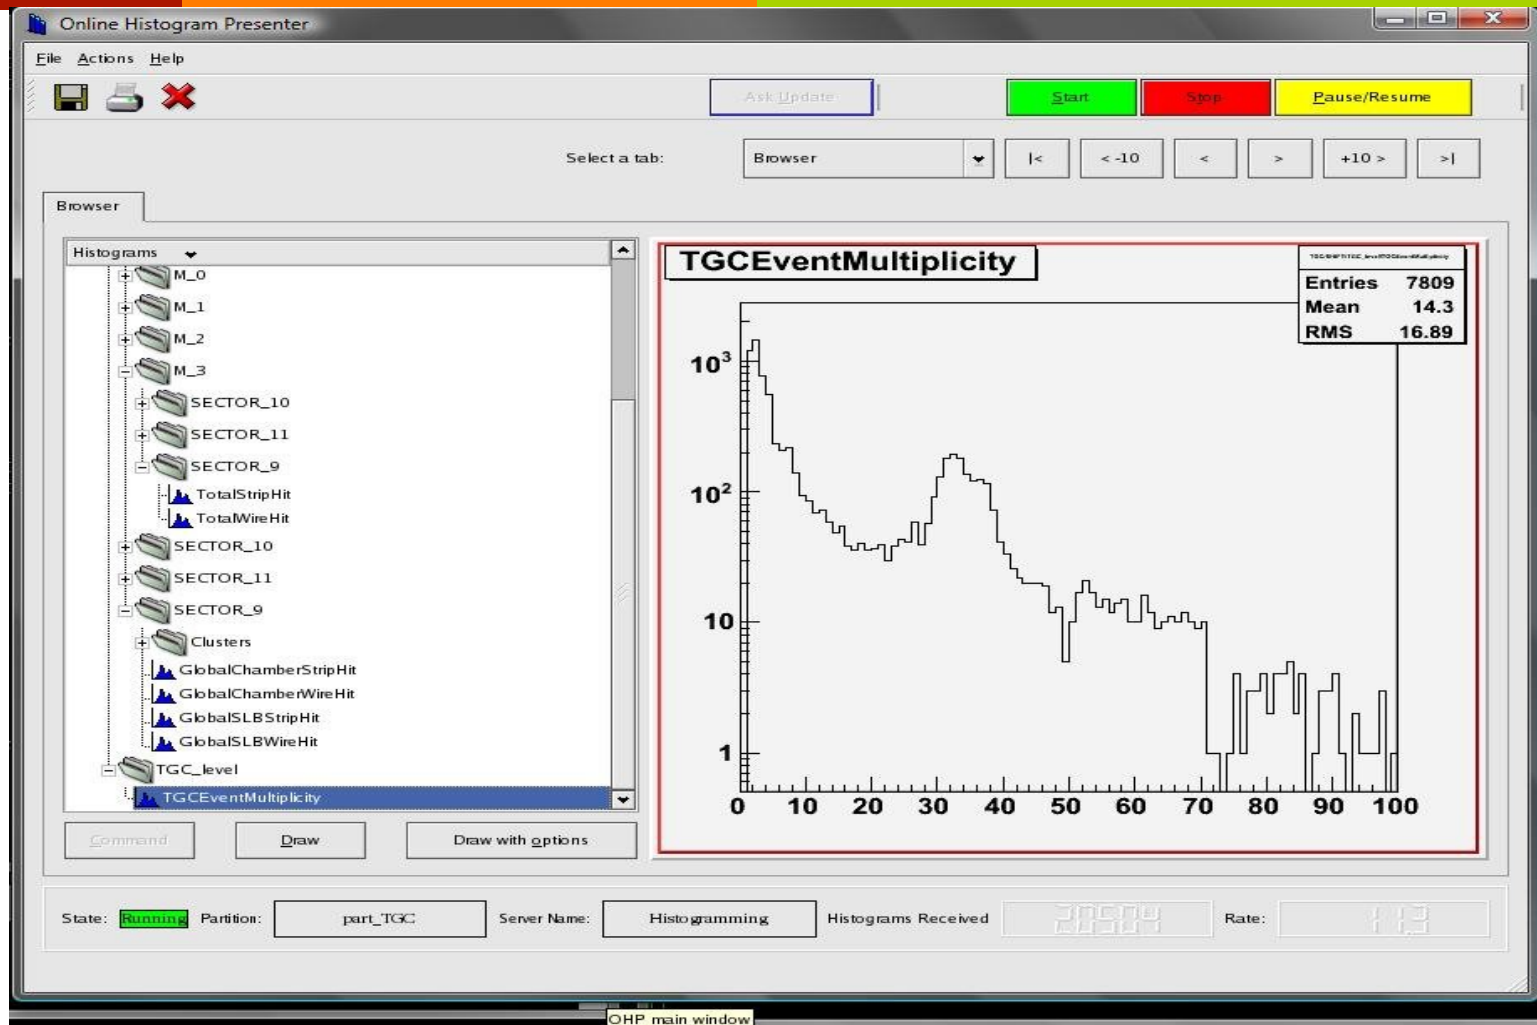 Online Histogram Presenter
File Actions Help
Ask Update
Start
Stop
Pause/Resume
Select a tab:
Browser
|<
< -10
<
>
+10 >
>|
Browser
Histograms
M_0
M_1
M_2
M_3
SECTOR_10
SECTOR_11
SECTOR_9
TotalStripHit
TotalWireHit
SECTOR_10
SECTOR_11
SECTOR_9
Clusters
GlobalChamberStripHit
GlobalChamberWireHit
GlobalSLBStripHit
GlobalSLBWireHit
TGC_level
TGCEventMultiplicity
Command
Draw
Draw with options
TGCEventMultiplicity
Entries 7809
Mean 14.3
RMS 16.89
10³
10²
10
1
0 10 20 30 40 50 60 70 80 90 100
State: Running Partition: part_TGC Server Name: Histogramming Histograms Received 20504 Rate: 11.3
OHP main window